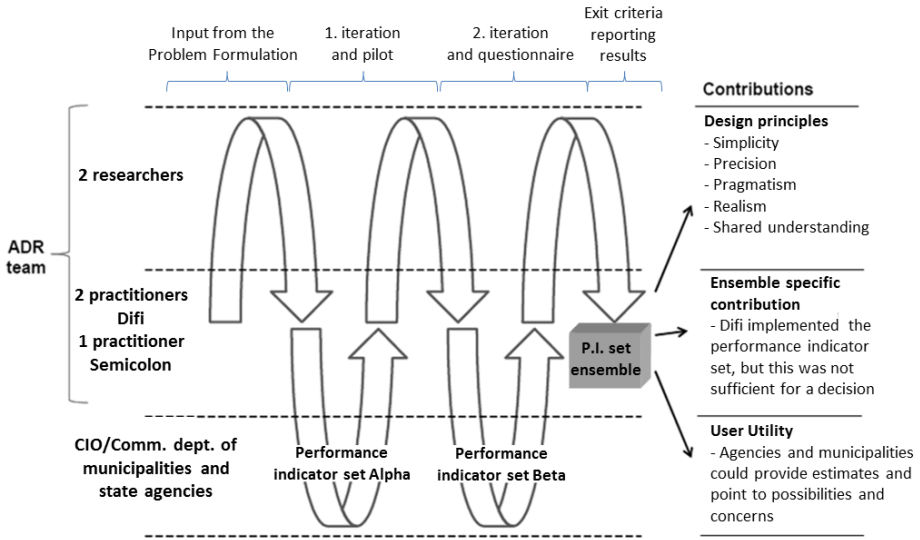 Input from the
Problem Formulation
1. iteration
and pilot
2. iteration
and questionnaire
Exit criteria
reporting
results
Contributions
ADR
team
2 researchers
2 practitioners
Difi
1 practitioner
Semicolon
CIO/Comm. dept. of
municipalities and
state agencies
Performance
indicator set Alpha
Performance
indicator set Beta
P.I. set
ensemble
Design principles
- Simplicity
- Precision
- Pragmatism
- Realism
- Shared understanding
Ensemble specific
contribution
- Difi implemented the
performance indicator
set, but this was not
sufficient for a decision
User Utility
- Agencies and municipalities
could provide estimates and
point to possibilities and
concerns